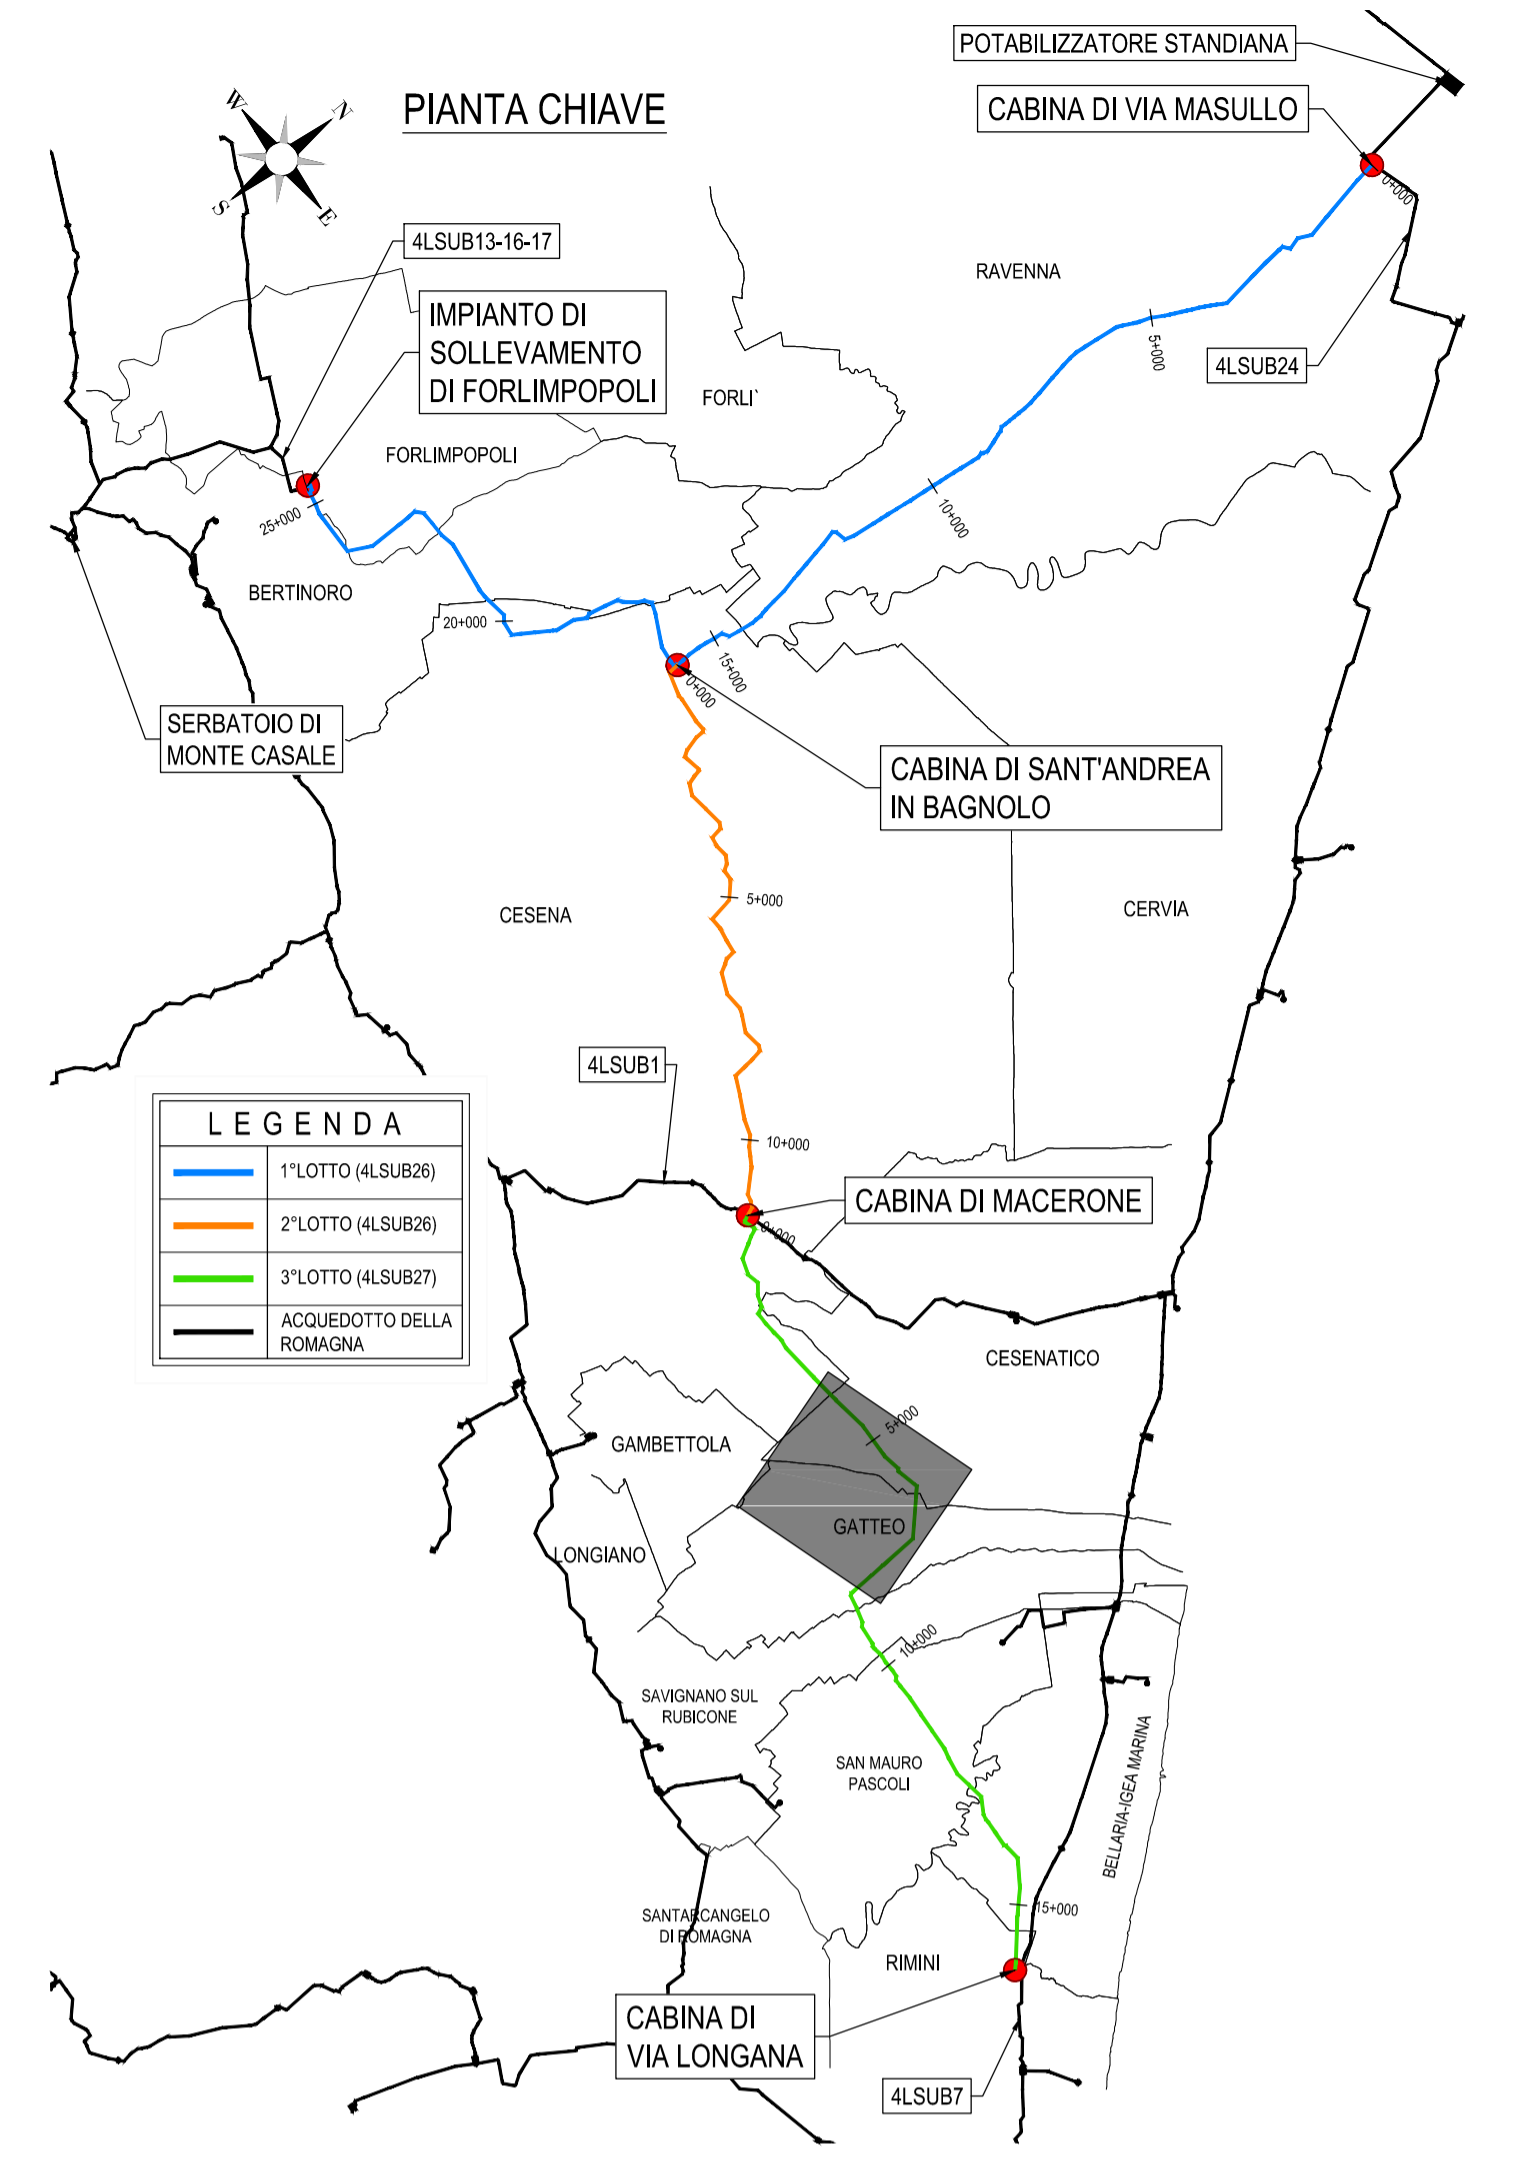 POTABILIZZATORE STANDIANA
PIANTA CHIAVE
CABINA DI VIA MASULLO
W
N
S
E
0+000
4LSUB13-16-17
RAVENNA
IMPIANTO DI
SOLLEVAMENTO
DI FORLIMPOPOLI
5+000
4LSUB24
FORLI`
FORLIMPOPOLI
25+000
10+000
BERTINORO
20+000
15+000
0+000
SERBATOIO DI
MONTE CASALE
CABINA DI SANT'ANDREA
IN BAGNOLO
5+000
CESENA
CERVIA
4LSUB1
10+000
LEGENDA
1°LOTTO (4LSUB26)
2°LOTTO (4LSUB26)
3°LOTTO (4LSUB27)
ACQUEDOTTO DELLA
ROMAGNA
CABINA DI MACERONE
0+000
CESENATICO
5+000
GAMBETTOLA
GATTEO
LONGIANO
10+000
SAVIGNANO SUL
RUBICONE
SAN MAURO
PASCOLI
BELLARIA-IGEA MARINA
15+000
SANTARCANGELO
DI ROMAGNA
RIMINI
CABINA DI
VIA LONGANA
4LSUB7